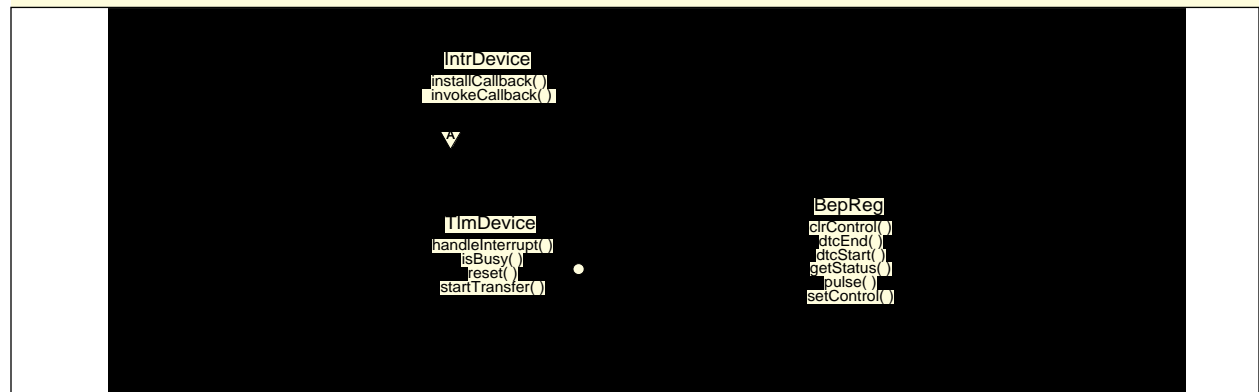 IntrDevice
installCallback( )
invokeCallback( )
A
TlmDevice
handleInterrupt( )
isBusy( )
reset( )
startTransfer( )
BepReg
clrControl( )
dtcEnd( )
dtcStart( )
getStatus( )
pulse( )
setControl( )